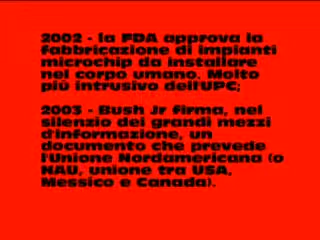 2002 - la FDA approva la
fabbricazione di impianti
microchip da installare
nel corpo umano. Molto
più intrusivo dell'UPC;
2003 - Bush Jr firma, nel
silenzio dei grandi mezzi
d'informazione, un
documento che prevede
l'Unione Nordamericana (o
NAU, unione tra USA,
Messico e Canada).